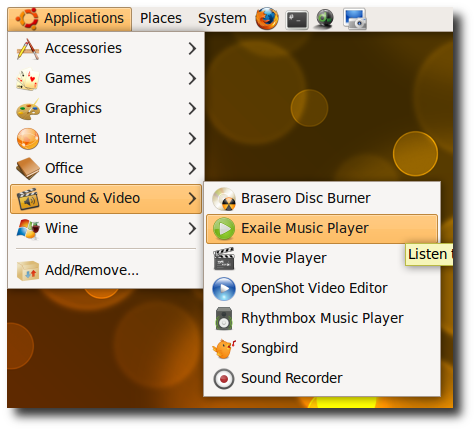 Applications Places System
Accessories
Games
Graphics
Internet
Office
Sound & Video
Wine
Add/Remove...
Brasero Disc Burner
Exaile Music Player
Movie Player
OpenShot Video Editor
Rhythmbox Music Player
Songbird
Sound Recorder
Listen